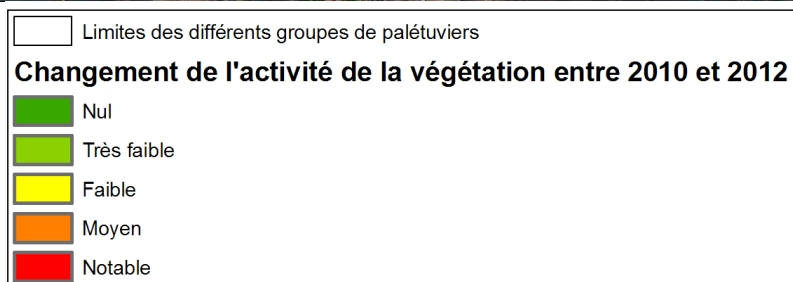 Limites des différents groupes de palétuviers
Changement de l'activité de la végétation entre 2010 et 2012
Nul
Très faible
Faible
Moyen
Notable